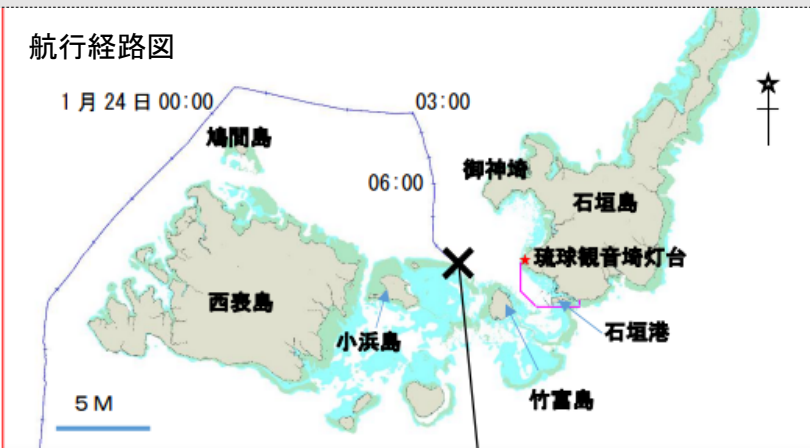 航行経路図
1月24日 00:00
03:00
鳩間島
御神埼
06:00
石垣島
琉球観音埼灯台
西表島
小浜島
石垣港
竹富島
5M